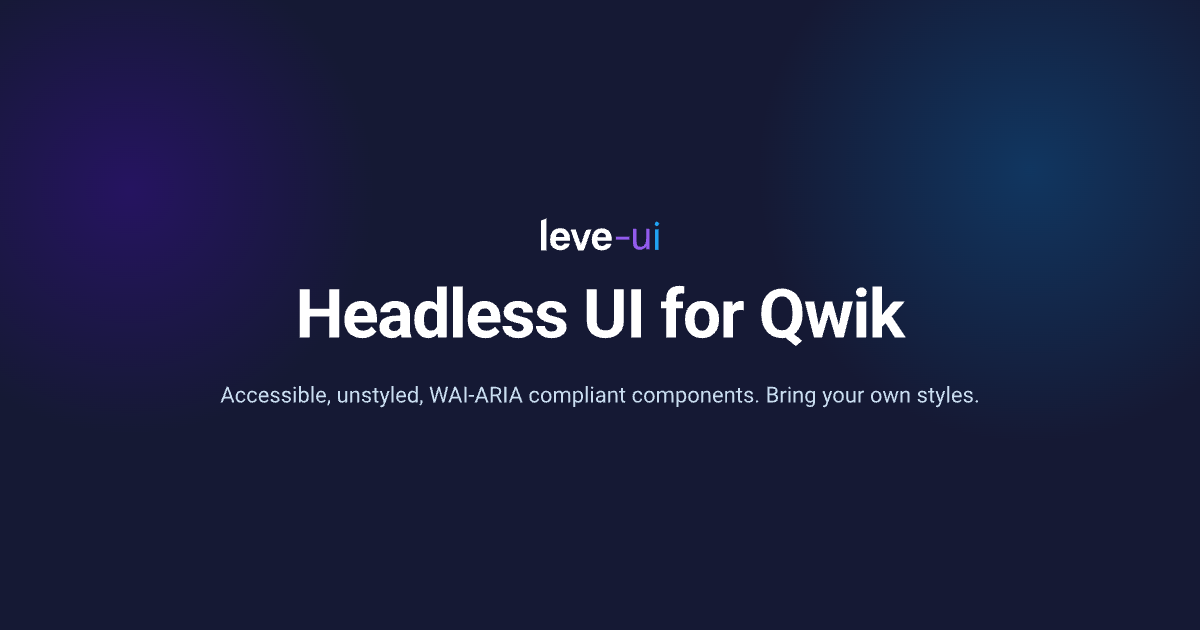 leve-ui
Headless UI for Qwik
Accessible, unstyled, WAI-ARIA compliant components. Bring your own styles.